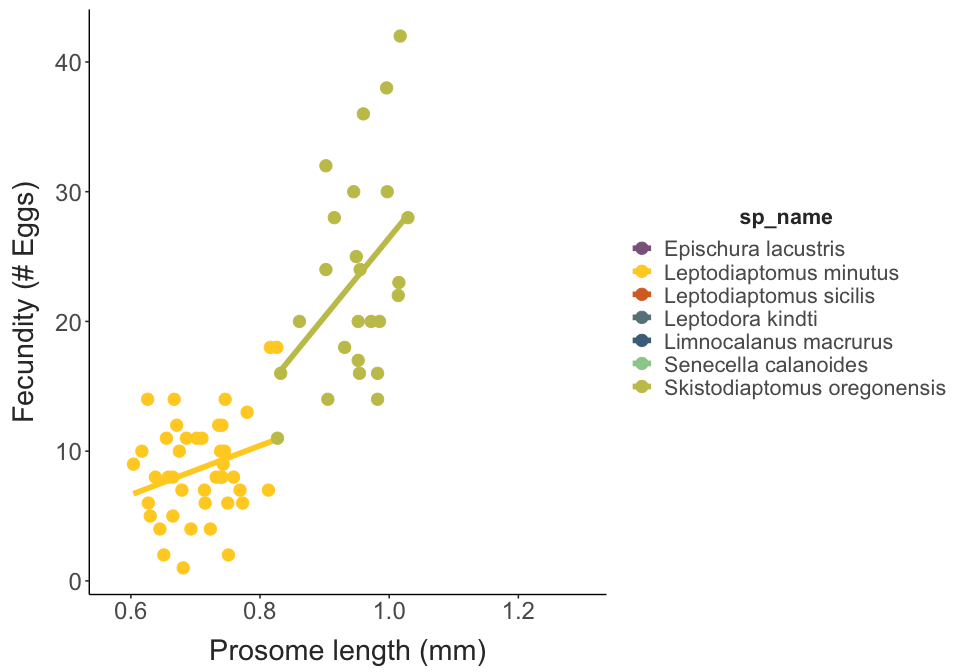 Fecundity (# Eggs)
40
30
20
10
0
0.6 0.8 1.0 1.2
Prosome length (mm)
sp_name
Epischura lacustris
Leptodiaptomus minutus
Leptodiaptomus sicilis
Leptodora kindti
Limnocalanus macrurus
Senecella calanoides
Skistodiaptomus oregonensis